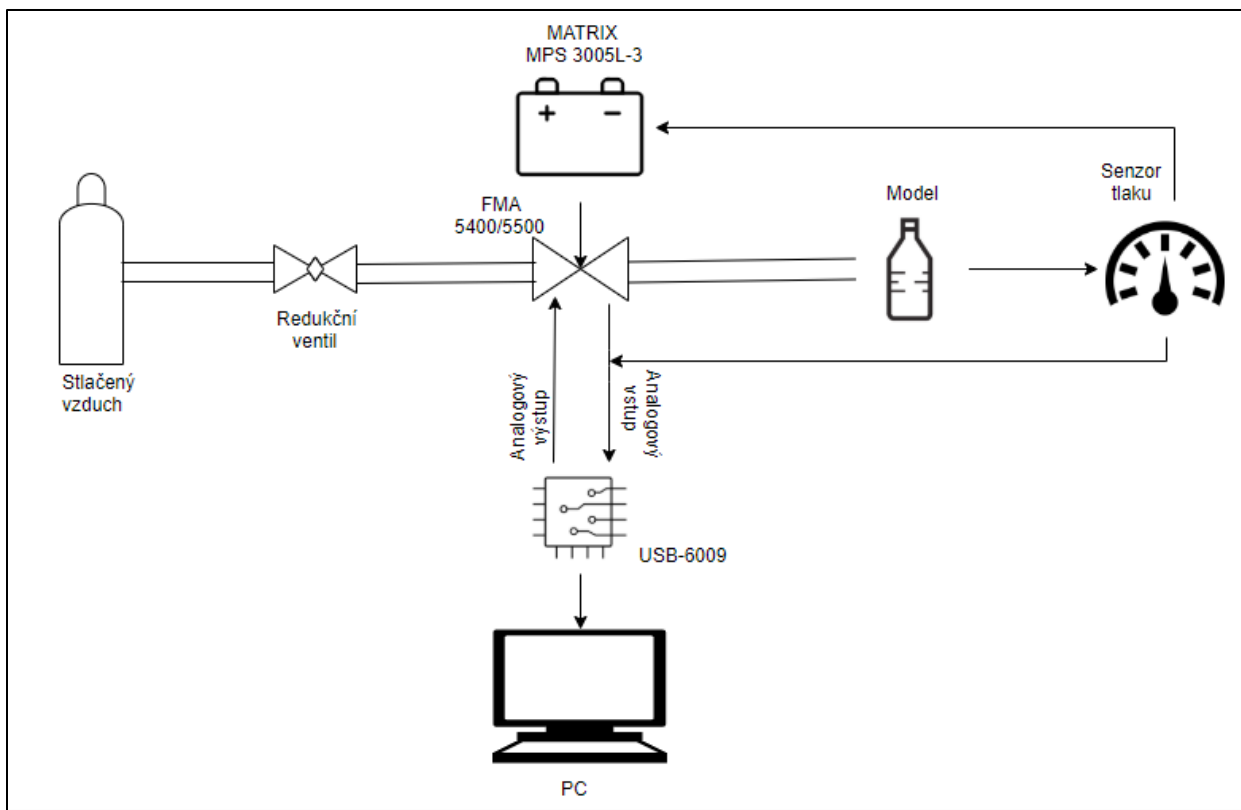 MATRIX
MPS 3005L-3
FMA
5400/5500
Model
Senzor
tlaku
Redukční
ventil
Stlačený
vzduch
Analogový
výstup
Analogový
vstup
USB-6009
PC